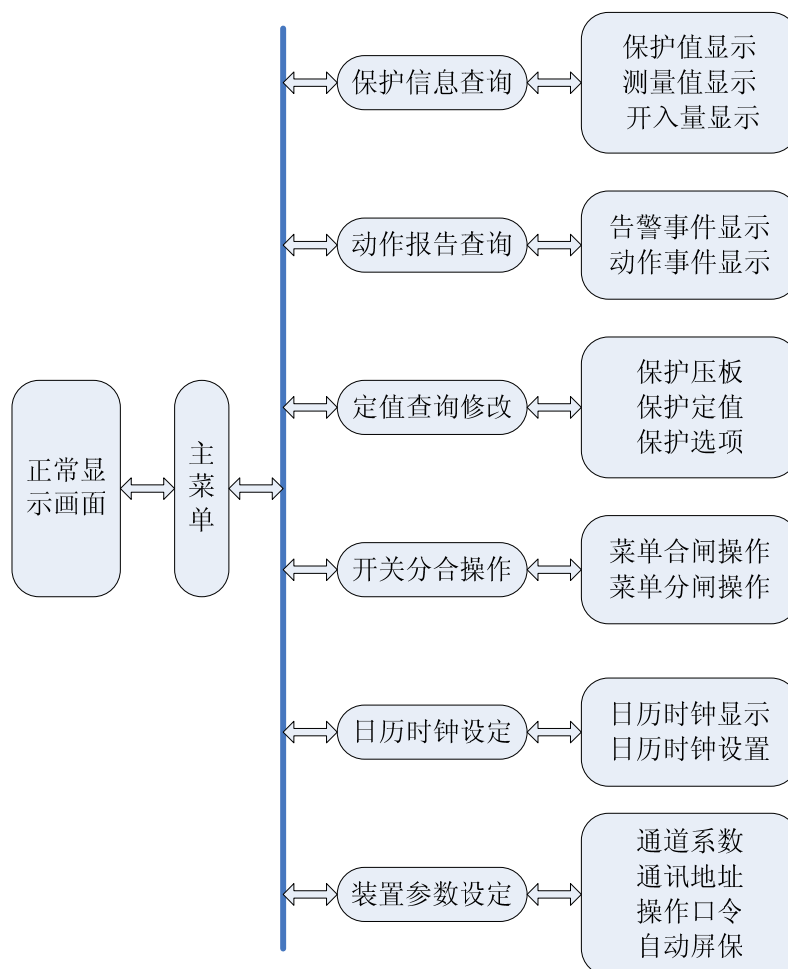 正常显
示画面
主
菜
单
保护信息查询
保护值显示
测量值显示
开入量显示
动作报告查询
告警事件显示
动作事件显示
定值查询修改
保护压板
保护定值
保护选项
开关分合操作
菜单合闸操作
菜单分闸操作
日历时钟设定
日历时钟显示
日历时钟设置
装置参数设定
通道系数
通讯地址
操作口令
自动屏保